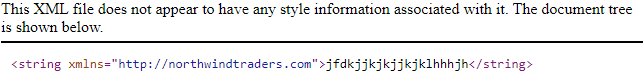 This XML file does not appear to have any style information associated with it. The document tree
is shown below.
<string xmlns="http://northwindtraders.com">jfdkjjkjkjjkjklhhhjh</string>